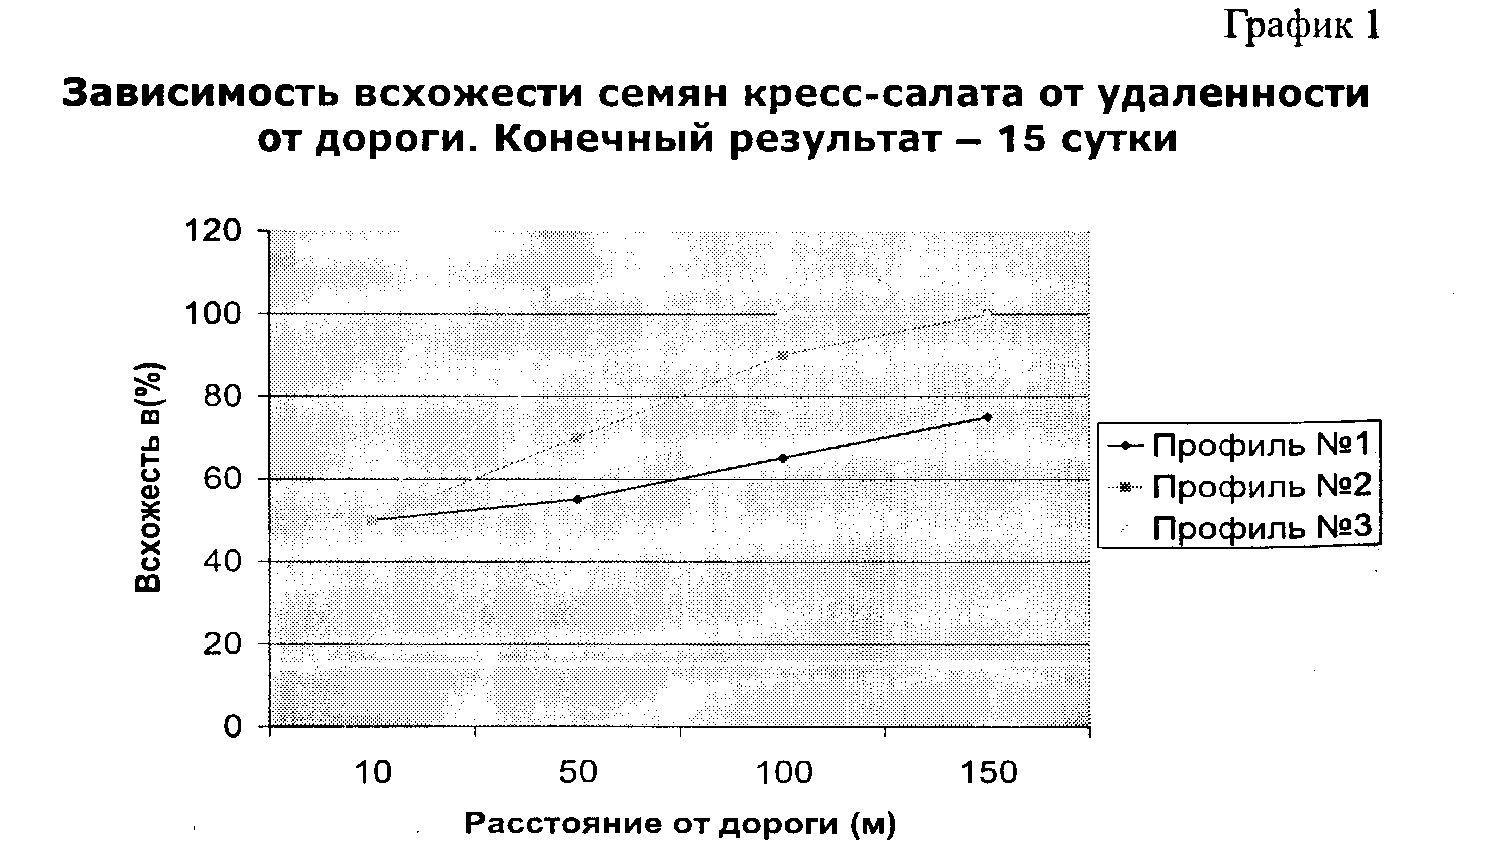 График 1
Зависимость всхожести семян кресс-салата от удаленности
от дороги. Конечный результат – 15 сутки
120
100
80
60
40
20
0
Всхожесть в(%)
10 50 100 150
Расстояние от дороги (м)
Профиль №1
Профиль №2
Профиль №3